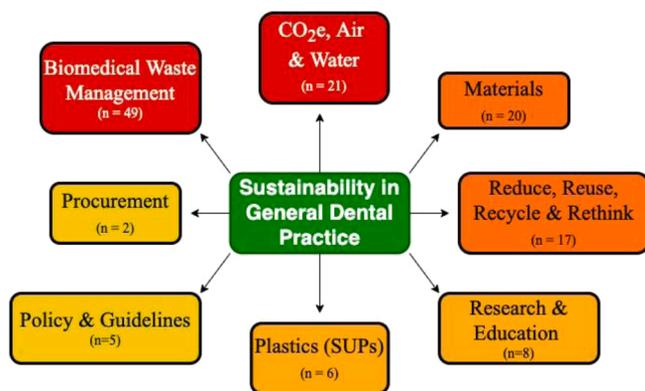 CO₂e, Air
& Water
(n = 21)
Biomedical Waste
Management
(n = 49)
Materials
(n = 20)
Sustainability in
General Dental
Practice
Procurement
(n = 2)
Reduce, Reuse,
Recycle & Rethink
(n = 17)
Policy & Guidelines
(n=5)
Plastics (SUPs)
(n = 6)
Research &
Education
(n=8)